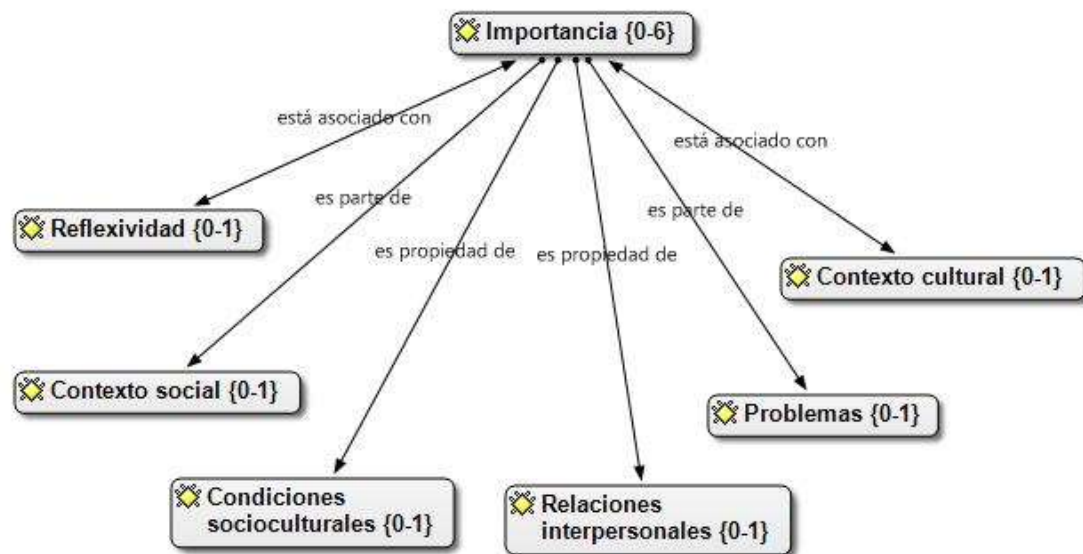 Importancia {0-6}
está asociado con
está asociado con
es parte de
es parte de
Reflexividad {0-1}
es propiedad de
es propiedad de
Contexto cultural {0-1}
Contexto social {0-1}
Problemas {0-1}
Condiciones
socioculturales {0-1}
Relaciones
interpersonales {0-1}